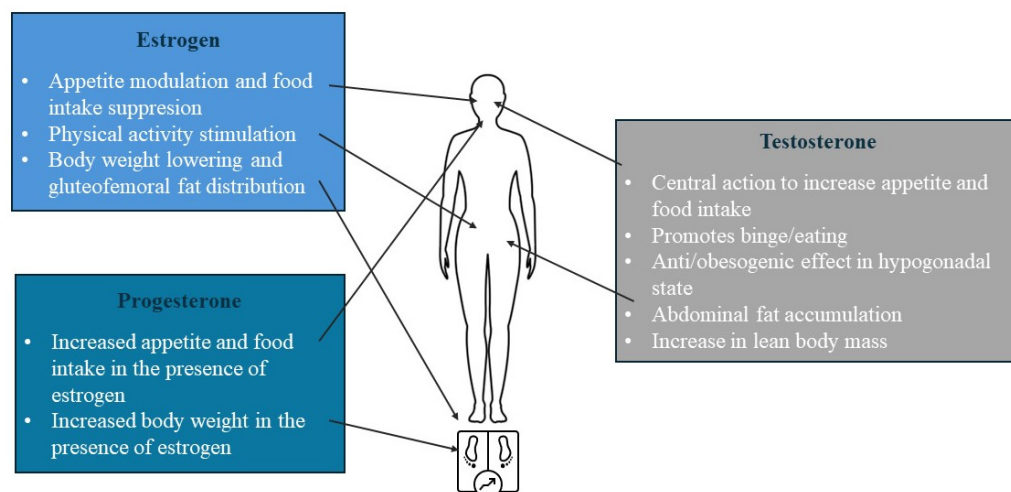 Estrogen
• Appetite modulation and food
intake suppresion
• Physical activity stimulation
• Body weight lowering and
gluteofemoral fat distribution
Progesterone
• Increased appetite and food
intake in the presence of
estrogen
• Increased body weight in the
presence of estrogen
Testosterone
• Central action to increase appetite and
food intake
• Promotes binge/eating
• Anti/obesogenic effect in hypogonadal
state
• Abdominal fat accumulation
• Increase in lean body mass